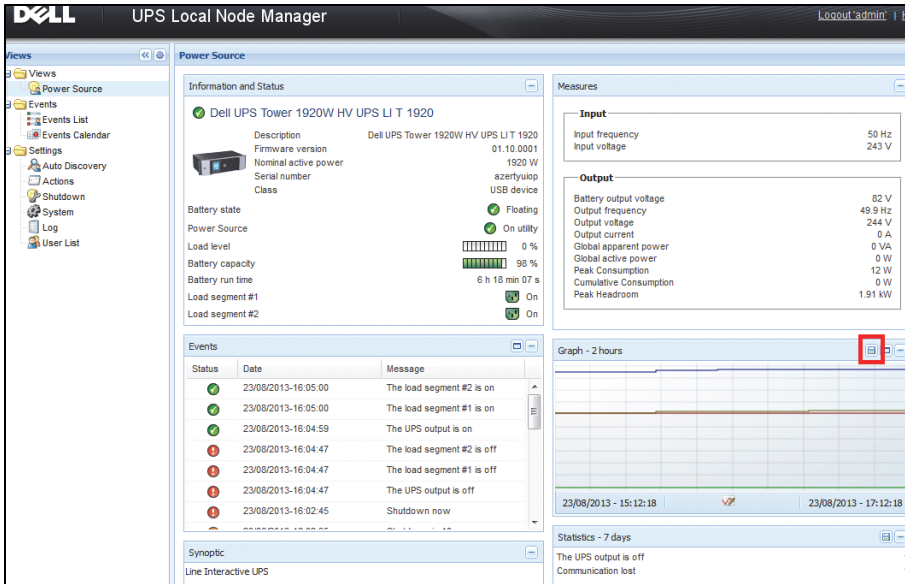 DELL UPS Local Node Manager Logout 'admin' |
Views
Views
Power Source
Events
Events List
Events Calendar
Settings
Auto Discovery
Actions
Shutdown
System
Log
User List
Power Source
Information and Status
Dell UPS Tower 1920W HV UPS LI T 1920
Description Dell UPS Tower 1920W HV UPS LI T 1920
Firmware version 01.10.0001
Nominal active power 1920 W
Serial number azertyuiop
Class USB device
Battery state Floating
Power Source On utility
Load level 0 %
Battery capacity 98 %
Battery run time 6 h 18 min 07 s
Load segment #1 On
Load segment #2 On
Events
Status Date Message
23/08/2013-16:05:00 The load segment #2 is on
23/08/2013-16:05:00 The load segment #1 is on
23/08/2013-16:04:59 The UPS output is on
23/08/2013-16:04:47 The load segment #2 is off
23/08/2013-16:04:47 The load segment #1 is off
23/08/2013-16:04:47 The UPS output is off
23/08/2013-16:02:45 Shutdown now
Synoptic
Line Interactive UPS
Measures
Input
Input frequency 50 Hz
Input voltage 243 V
Output
Battery output voltage 82 V
Output frequency 49.9 Hz
Output voltage 244 V
Output current 0 A
Global apparent power 0 VA
Global active power 0 W
Peak Consumption 12 W
Cumulative Consumption 0 W
Peak Headroom 1.91 kW
Graph - 2 hours
23/08/2013 - 15:12:18 23/08/2013 - 17:12:18
Statistics - 7 days
The UPS output is off
Communication lost